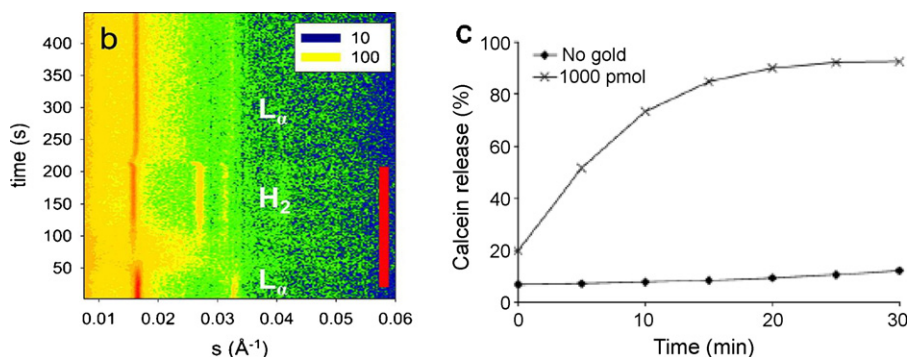 b
10
100
400
350
300
250
200
150
100
50
time (s)
Lα
H2
Lα
0.01 0.02 0.03 0.04 0.05 0.06
s (Å-1)
c
No gold
1000 pmol
100
80
60
40
20
0
Calcein release (%)
0 10 20 30
Time (min)